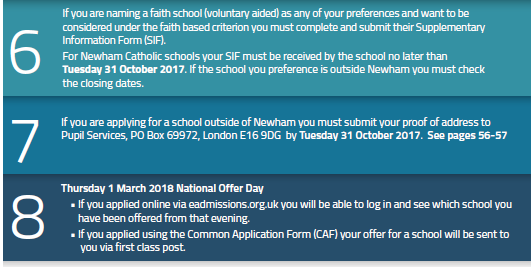 6
If you are naming a faith school (voluntary aided) as any of your preferences and want to be
considered under the faith based criterion you must complete and submit their Supplementary
Information Form (SIF).
For Newham Catholic schools your SIF must be received by the school no later than
Tuesday 31 October 2017. If the school you preference is outside Newham you must check
the closing dates.
7
If you are applying for a school outside of Newham you must submit your proof of address to
Pupil Services, PO Box 69972, London E16 9DG by Tuesday 31 October 2017. See pages 56-57
8
Thursday 1 March 2018 National Offer Day
• If you applied online via eadmissions.org.uk you will be able to log in and see which school you
have been offered from that evening.
• If you applied using the Common Application Form (CAF) your offer for a school will be sent to
you via first class post.